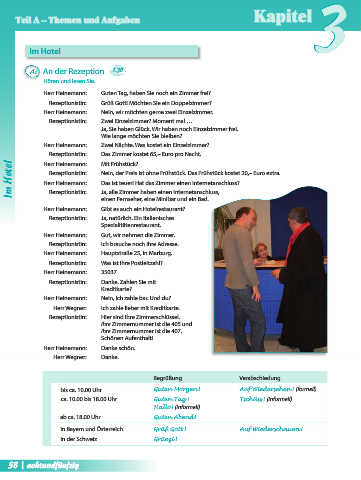 Teil A – Themen und Aufgaben
Kapitel 3
Im Hotel
A1 An der Rezeption
Hören und lesen Sie.
Herr Heinemann: Guten Tag, haben Sie noch ein Zimmer frei?
Rezeptionistin: Grüß Gott! Möchten Sie ein Doppelzimmer?
Herr Heinemann: Nein, wir möchten gerne zwei Einzelzimmer.
Rezeptionistin: Zwei Einzelzimmer? Moment mal …
Ja, Sie haben Glück. Wir haben noch Einzelzimmer frei.
Wie lange möchten Sie bleiben?
Herr Heinemann: Zwei Nächte. Was kostet ein Einzelzimmer?
Rezeptionistin: Das Zimmer kostet 65,– Euro pro Nacht.
Herr Heinemann: Mit Frühstück?
Rezeptionistin: Nein, der Preis ist ohne Frühstück. Das Frühstück kostet 20,– Euro extra.
Herr Heinemann: Das ist teuer! Hat das Zimmer einen Internetanschluss?
Rezeptionistin: Ja, alle Zimmer haben einen Internetanschluss,
einen Fernseher, eine Minibar und ein Bad.
Herr Heinemann: Gibt es auch ein Hotelrestaurant?
Rezeptionistin: Ja, natürlich. Ein italienisches
Spezialitätenrestaurant.
Herr Heinemann: Gut, wir nehmen die Zimmer.
Rezeptionistin: Ich brauche noch Ihre Adresse.
Herr Heinemann: Hauptstraße 25, in Marburg.
Rezeptionistin: Was ist Ihre Postleitzahl?
Herr Heinemann: 35037
Rezeptionistin: Danke. Zahlen Sie mit
Kreditkarte?
Herr Heinemann: Nein, ich zahle bar. Und du?
Herr Wegner: Ich zahle lieber mit Kreditkarte.
Rezeptionistin: Hier sind Ihre Zimmerschlüssel.
Ihre Zimmernummer ist die 405 und
Ihre Zimmernummer ist die 407.
Schönen Aufenthalt!
Herr Heinemann: Danke schön.
Herr Wegner: Danke.
Im Hotel
Begrüßung Verabschiedung
bis ca. 10.00 Uhr Guten Morgen! Auf Wiedersehen! (formell)
ca. 10.00 bis 18.00 Uhr Guten Tag! Tschüss! (informell)
Hallo! (informell)
ab ca. 18.00 Uhr Guten Abend!
in Bayern und Österreich Grüß Gott! Auf Wiederschauen!
in der Schweiz Grüezi!
58 | achtundfünfzig